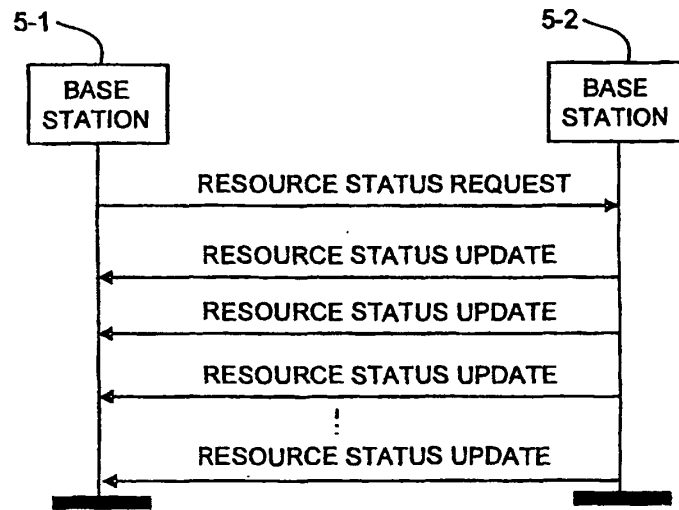 5-1
5-2
BASE
STATION
BASE
STATION
RESOURCE STATUS REQUEST
RESOURCE STATUS UPDATE
RESOURCE STATUS UPDATE
RESOURCE STATUS UPDATE
RESOURCE STATUS UPDATE